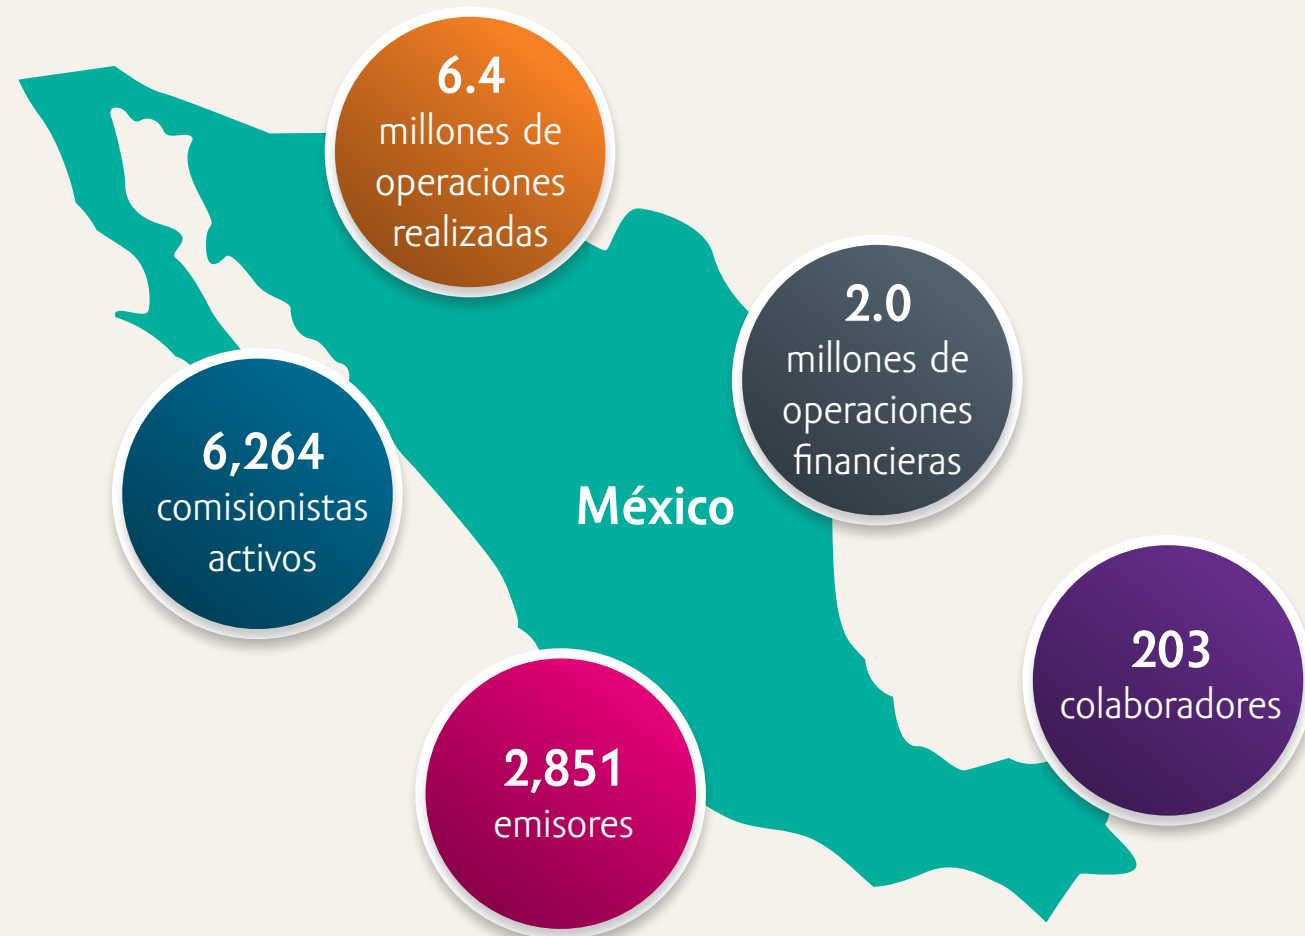 6.4
millones de
operaciones
realizadas
2.0
millones de
operaciones
financieras
6,264
comisionistas
activos
México
203
colaboradores
2,851
emisores